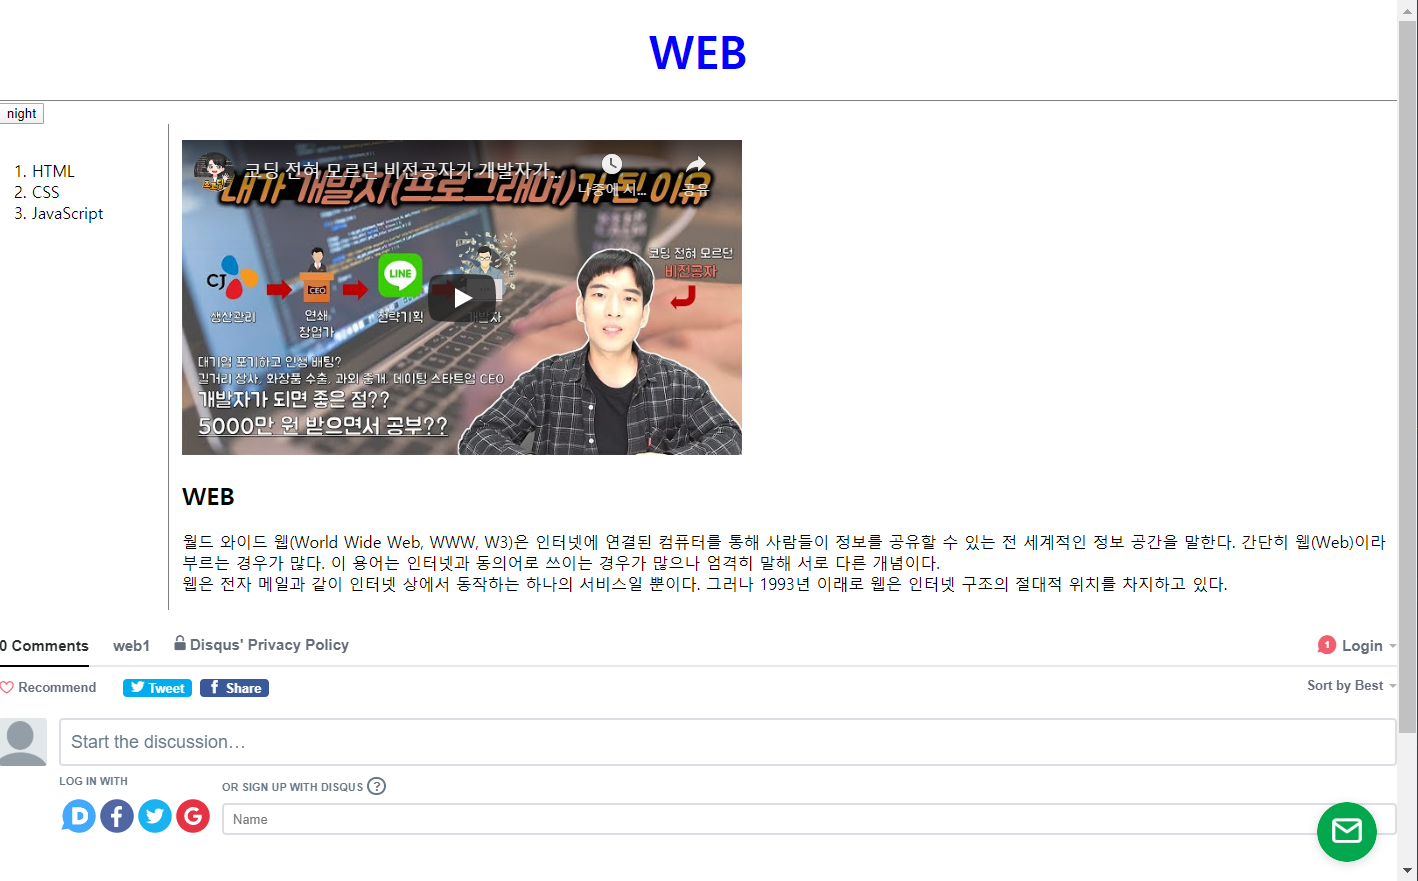 WEB
night
1. HTML
2. CSS
3. JavaScript
코딩 전혀 모르던 비전공자가 개발자가...
나중에 시...
공유
내가 개발자(프로그래머)가 된 이유
코딩 전혀 모르던
비전공자
CJ
CEO
LINE
생산관리
연쇄
창업가
전략기획
개발자
대기업 포기하고 인생 배팅?
길거리 장사, 화장품 수출, 과외 중개, 데이팅 스타트업 CEO
개발자가 되면 좋은 점??
5000만 원 받으면서 공부??
WEB
월드 와이드 웹(World Wide Web, WWW, W3)은 인터넷에 연결된 컴퓨터를 통해 사람들이 정보를 공유할 수 있는 전 세계적인 정보 공간을 말한다. 간단히 웹(Web)이라
부르는 경우가 많다. 이 용어는 인터넷과 동의어로 쓰이는 경우가 많으나 엄격히 말해 서로 다른 개념이다.
웹은 전자 메일과 같이 인터넷 상에서 동작하는 하나의 서비스일 뿐이다. 그러나 1993년 이래로 웹은 인터넷 구조의 절대적 위치를 차지하고 있다.
0 Comments
web1
Disqus' Privacy Policy
1
Login
Recommend
Tweet
Share
Sort by Best
Start the discussion…
LOG IN WITH
OR SIGN UP WITH DISQUS ?
Name